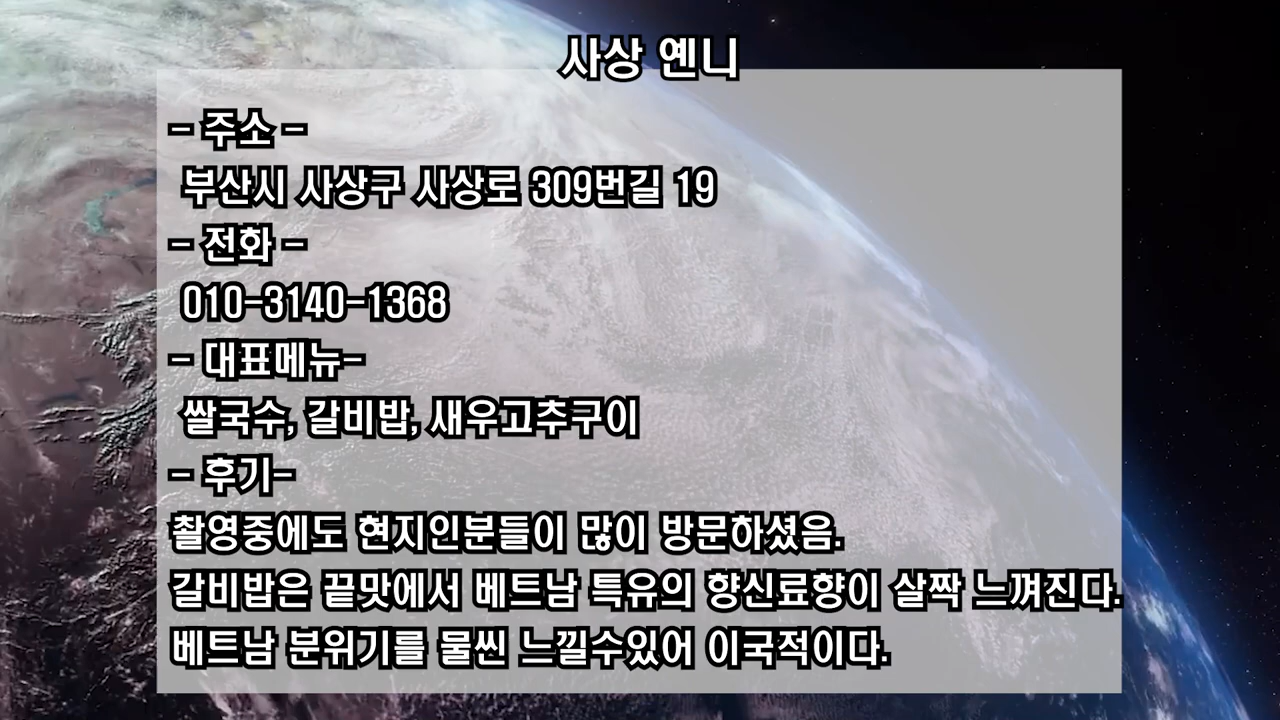 사상 옌니
- 주소 -
부산시 사상구 사상로 309번길 19
- 전화 -
010-3140-1368
- 대표메뉴-
쌀국수, 갈비밥, 새우고추구이
- 후기-
촬영중에도 현지인분들이 많이 방문하셨음.
갈비밥은 끝맛에서 베트남 특유의 향신료향이 살짝 느껴진다.
베트남 분위기를 물씬 느낄수있어 이국적이다.